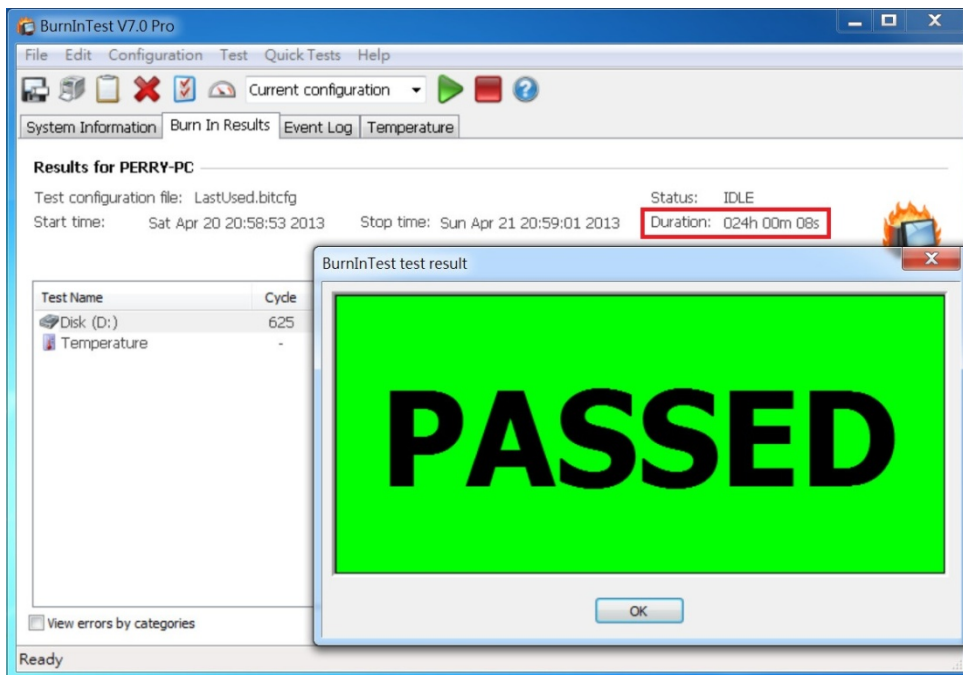 BurnInTest V7.0 Pro
File Edit Configuration Test Quick Tests Help
Current configuration
System Information Burn In Results Event Log Temperature
Results for PERRY-PC
Test configuration file: LastUsed.bitcfg Status: IDLE
Start time: Sat Apr 20 20:58:53 2013 Stop time: Sun Apr 21 20:59:01 2013 Duration: 024h 00m 08s
BurnInTest test result
Test Name Cycle
Disk (D:) 625
Temperature -
PASSED
OK
View errors by categories
Ready